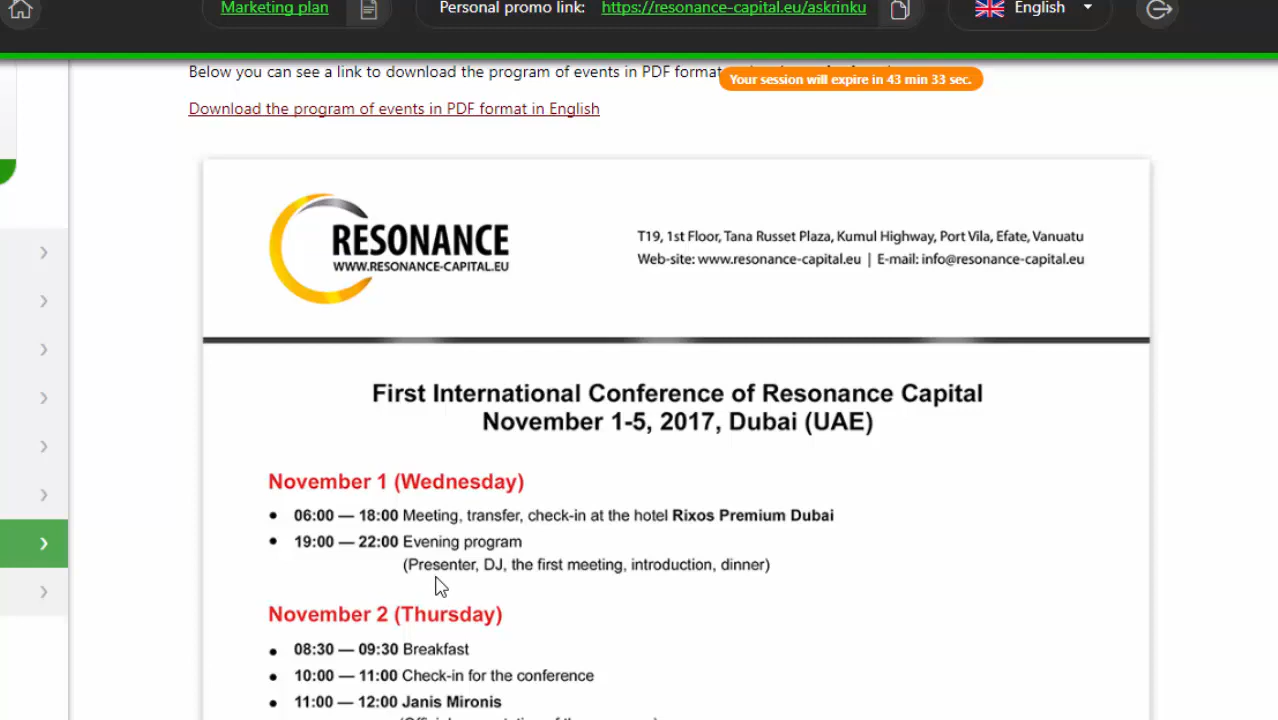 Marketing plan
Personal promo link: https://resonance-capital.eu/askrinku
English
Below you can see a link to download the program of events in PDF format
Your session will expire in 43 min 33 sec.
Download the program of events in PDF format in English
RESONANCE
WWW.RESONANCE-CAPITAL.EU
T19, 1st Floor, Tana Russet Plaza, Kumul Highway, Port Vila, Efate, Vanuatu
Web-site: www.resonance-capital.eu | E-mail: info@resonance-capital.eu
First International Conference of Resonance Capital
November 1-5, 2017, Dubai (UAE)
November 1 (Wednesday)
• 06:00 — 18:00 Meeting, transfer, check-in at the hotel Rixos Premium Dubai
• 19:00 — 22:00 Evening program
(Presenter, DJ, the first meeting, introduction, dinner)
November 2 (Thursday)
• 08:30 — 09:30 Breakfast
• 10:00 — 11:00 Check-in for the conference
• 11:00 — 12:00 Janis Mironis